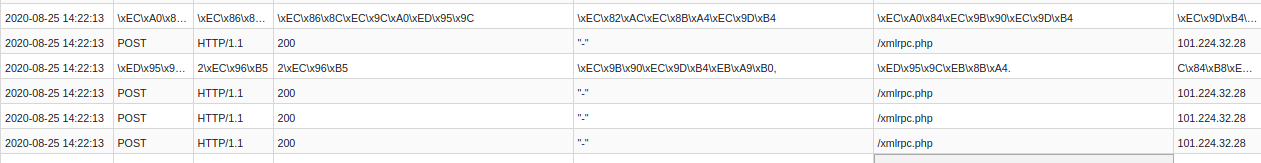 2020-08-25 14:22:13 \xEC\xA0\x8... \xEC\x86\x8... \xEC\x86\x8C\xEC\x9C\xA0\xED\x95\x9C \xEC\x82\xAC\xEC\x8B\xA4\xEC\x9D\xB4 \xEC\xA0\x84\xEC\x9B\x90\xEC\x9D\xB4 \xEC\x9D\xB4\...
2020-08-25 14:22:13 POST HTTP/1.1 200 "-" /xmlrpc.php 101.224.32.28
2020-08-25 14:22:13 \xED\x95\x9... 2\xEC\x96\xB5 2\xEC\x96\xB5 \xEC\x9B\x90\xEC\x9D\xB4\xEB\xA9\xB0, \xED\x95\x9C\xEB\x8B\xA4. C\x84\xB8\xE...
2020-08-25 14:22:13 POST HTTP/1.1 200 "-" /xmlrpc.php 101.224.32.28
2020-08-25 14:22:13 POST HTTP/1.1 200 "-" /xmlrpc.php 101.224.32.28
2020-08-25 14:22:13 POST HTTP/1.1 200 "-" /xmlrpc.php 101.224.32.28